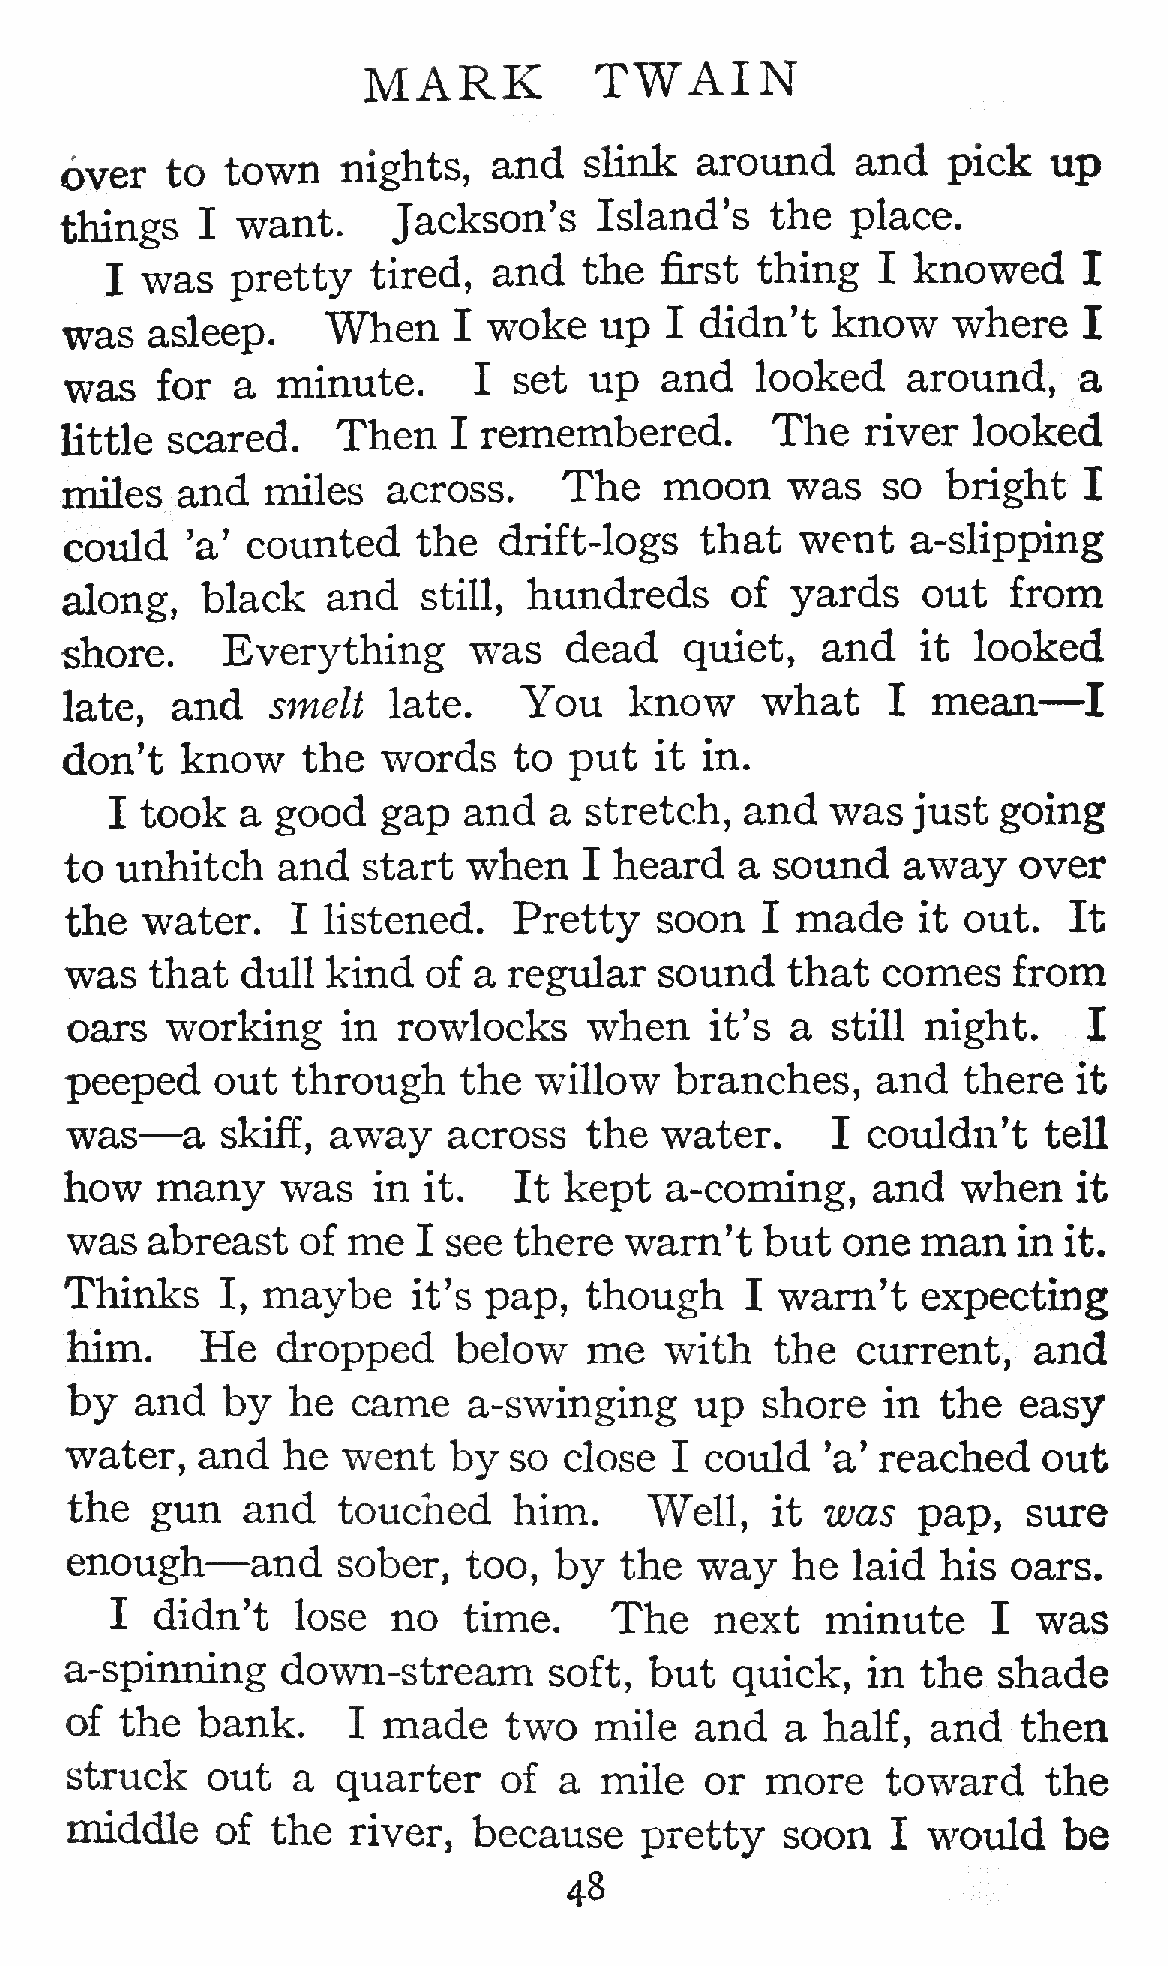 MARK TWAIN
over to town nights, and slink around and pick up
things I want. Jackson's Island's the place.
I was pretty tired, and the first thing I knowed I
was asleep. When I woke up I didn't know where I
was for a minute. I set up and looked around, a
little scared. Then I remembered. The river looked
miles and miles across. The moon was so bright I
could 'a' counted the drift-logs that went a-slipping
along, black and still, hundreds of yards out from
shore. Everything was dead quiet, and it looked
late, and smelt late. You know what I mean—I
don't know the words to put it in.
I took a good gap and a stretch, and was just going
to unhitch and start when I heard a sound away over
the water. I listened. Pretty soon I made it out. It
was that dull kind of a regular sound that comes from
oars working in rowlocks when it's a still night. I
peeped out through the willow branches, and there it
was—a skiff, away across the water. I couldn't tell
how many was in it. It kept a-coming, and when it
was abreast of me I see there warn't but one man in it.
Thinks I, maybe it's pap, though I warn't expecting
him. He dropped below me with the current, and
by and by he came a-swinging up shore in the easy
water, and he went by so close I could 'a' reached out
the gun and touched him. Well, it was pap, sure
enough—and sober, too, by the way he laid his oars.
I didn't lose no time. The next minute I was
a-spinning down-stream soft, but quick, in the shade
of the bank. I made two mile and a half, and then
struck out a quarter of a mile or more toward the
middle of the river, because pretty soon I would be
48